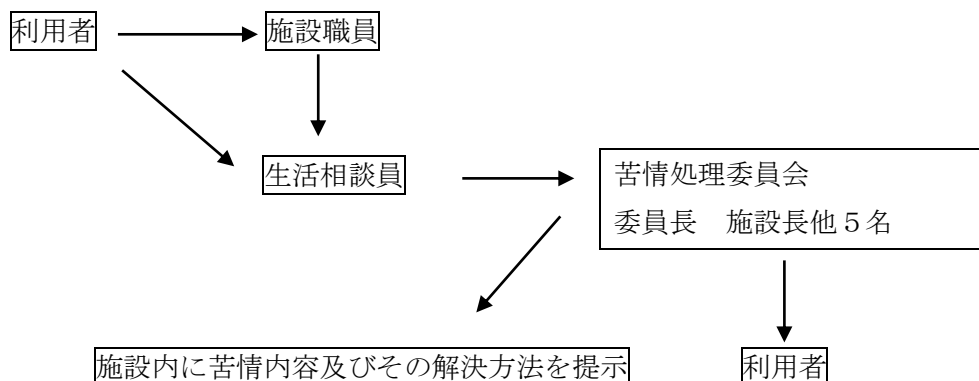 利用者
施設職員
生活相談員
苦情処理委員会
委員長　施設長他５名
施設内に苦情内容及びその解決方法を提示
利用者